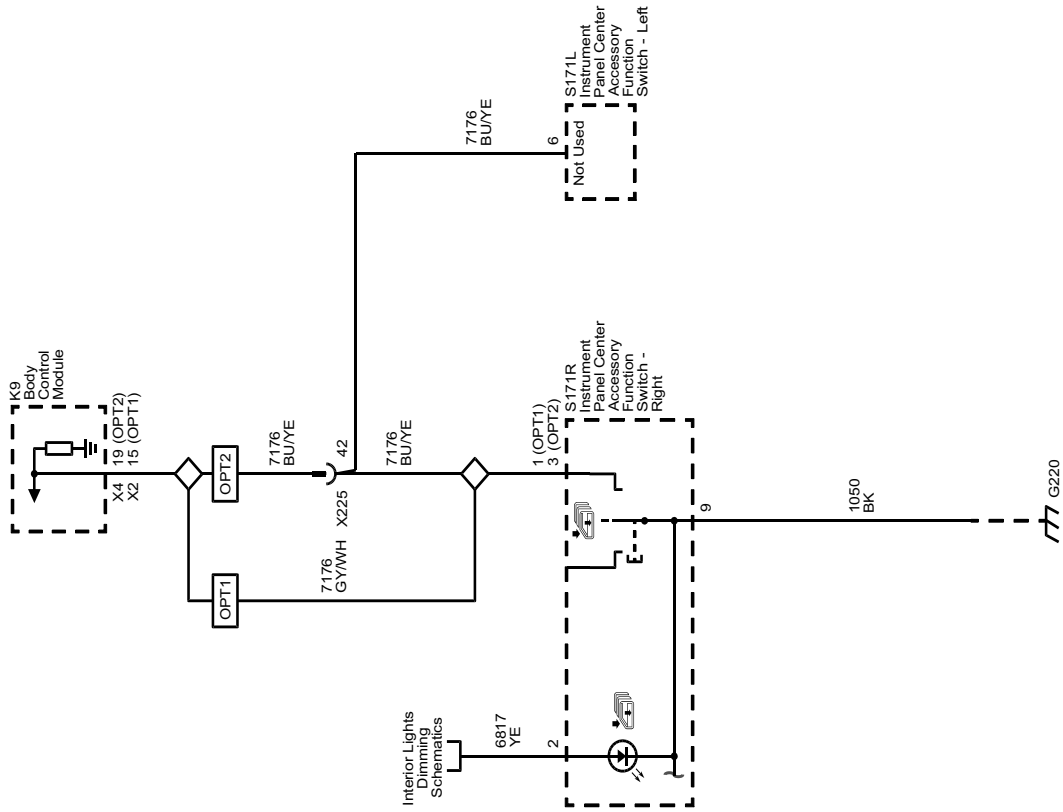 K9
Body
Control
Module
X4 19 (OPT2)
X2 15 (OPT1)
OPT1
OPT2
7176
BU/YE
7176
GY/WH
X225
42
7176
BU/YE
7176
BU/YE
6
Not Used
S171L
Instrument
Panel Center
Accessory
Function
Switch - Left
1 (OPT1)
3 (OPT2)
S171R
Instrument
Panel Center
Accessory
Function
Switch -
Right
Interior Lights
Dimming
Schematics
6817
YE
2
9
1050
BK
G220